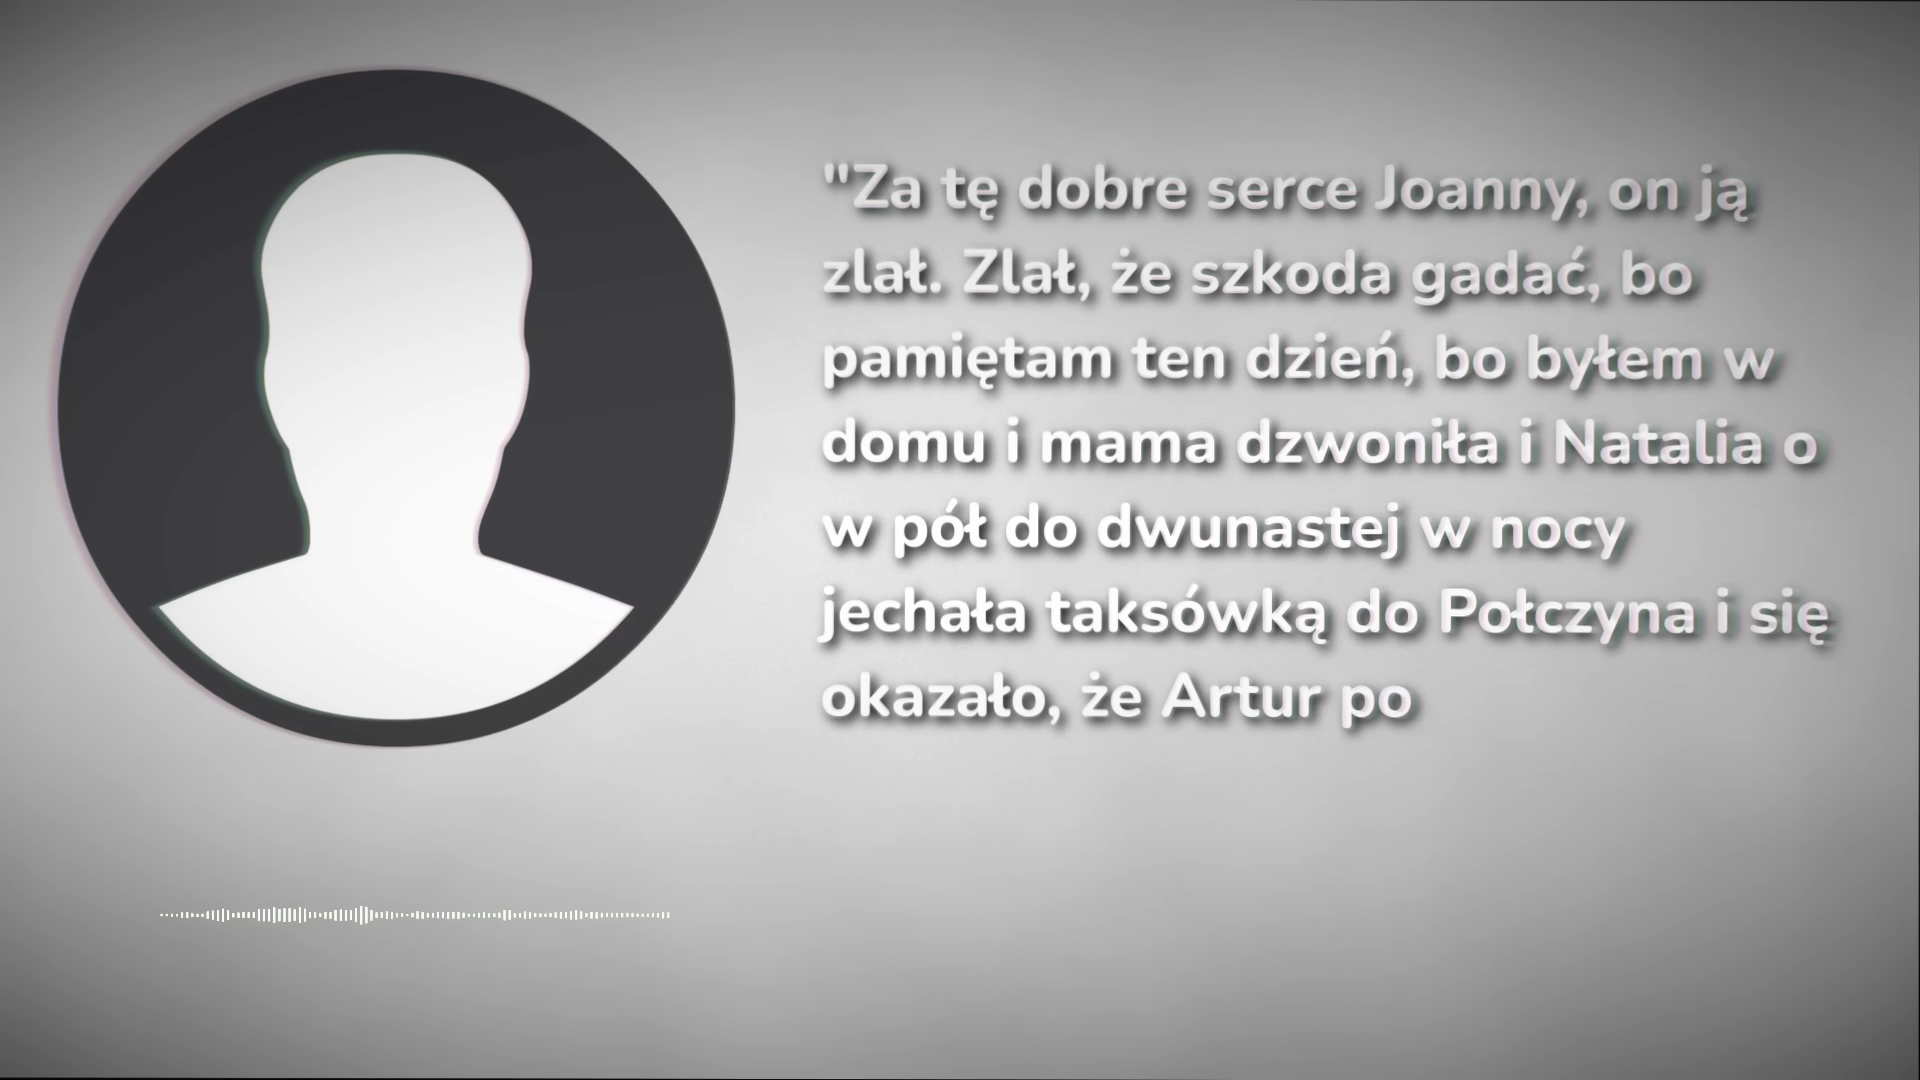 "Za tę dobre serce Joanny, on ją
zlał. Zlał, że szkoda gadać, bo
pamiętam ten dzień, bo byłem w
domu i mama dzwoniła i Natalia o
w pół do dwunastej w nocy
jechała taksówką do Połczyna i się
okazało, że Artur po